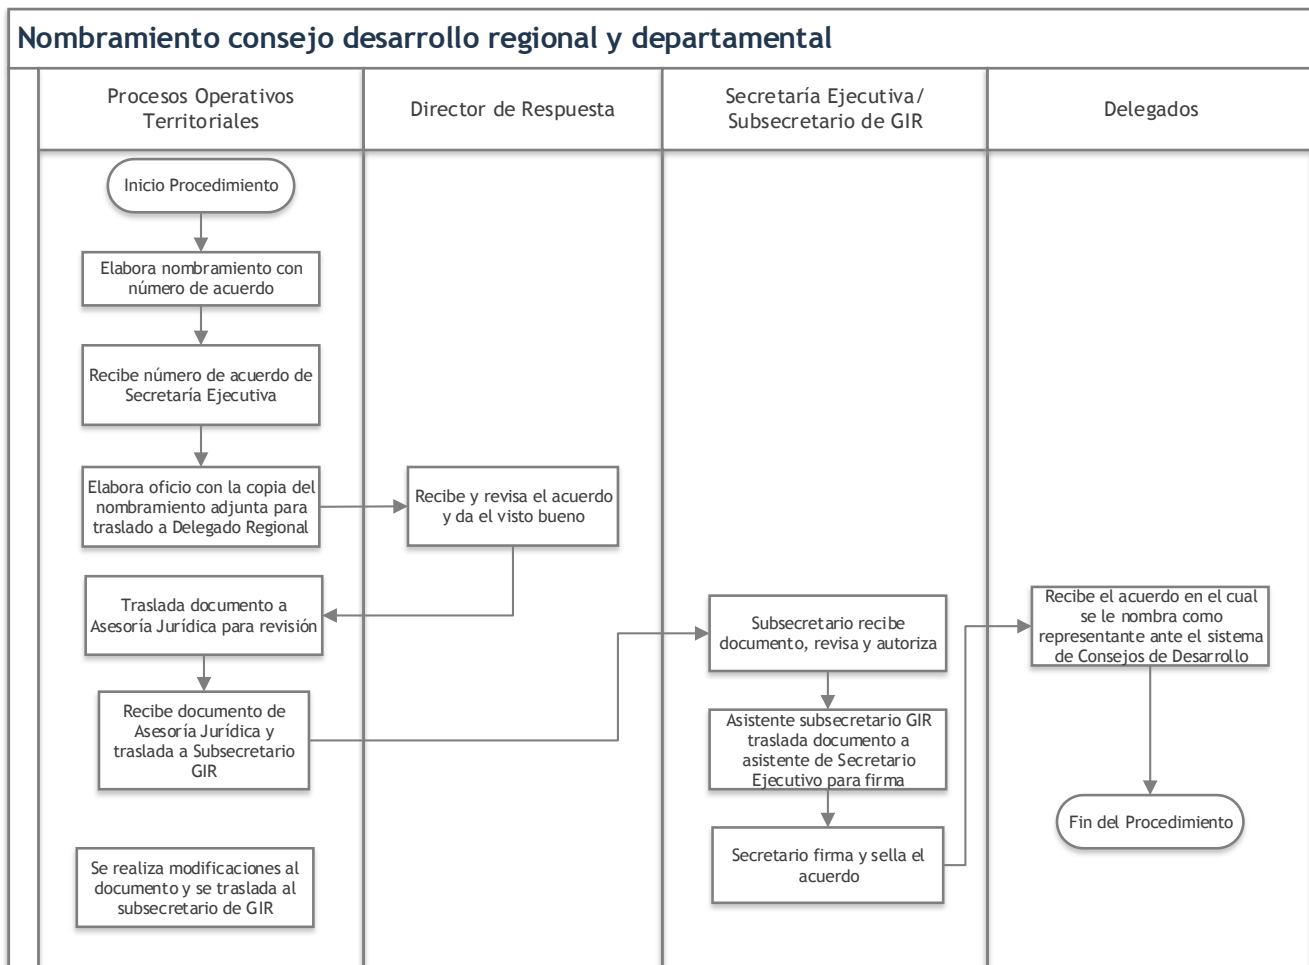 Nombramiento consejo desarrollo regional y departamental
Procesos Operativos
Territoriales
Director de Respuesta
Secretaría Ejecutiva/
Subsecretario de GIR
Delegados
Inicio Procedimiento
Elabora nombramiento con
número de acuerdo
Recibe número de acuerdo de
Secretaría Ejecutiva
Elabora oficio con la copia del
nombramiento adjunta para
traslado a Delegado Regional
Recibe y revisa el acuerdo
y da el visto bueno
Traslada documento a
Asesoría Jurídica para revisión
Recibe documento de
Asesoría Jurídica y
traslada a Subsecretario
GIR
Se realiza modificaciones al
documento y se traslada al
subsecretario de GIR
Subsecretario recibe
documento, revisa y autoriza
Asistente subsecretario GIR
traslada documento a
asistente de Secretario
Ejecutivo para firma
Secretario firma y sella el
acuerdo
Recibe el acuerdo en el cual
se le nombra como
representante ante el sistema
de Consejos de Desarrollo
Fin del Procedimiento